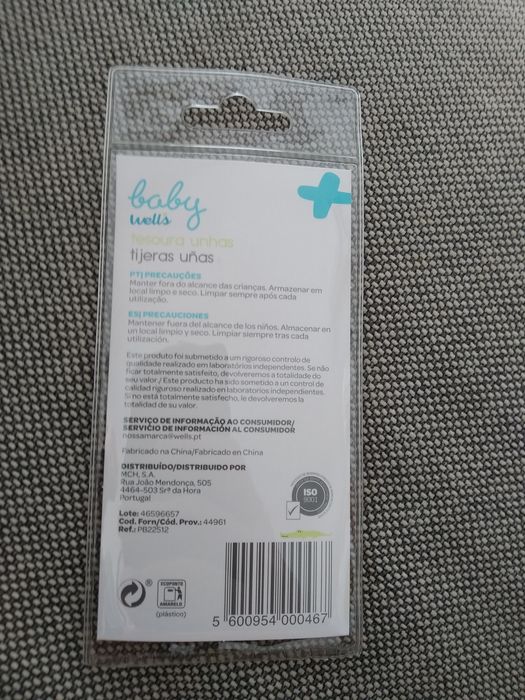 baby
wells
tesoura unhas
tijeras uñas
PT| PRECAUÇÕES
Manter fora do alcance das crianças. Armazenar em
local limpo e seco. Limpar sempre após cada
utilização.
ES| PRECAUCIONES
Mantener fuera del alcance de los niños. Almacenar en
un local limpio y seco. Limpiar siempre tras cada
utilización.
Este produto foi submetido a um rigoroso controlo de
qualidade realizado em laboratórios independentes. Se não
ficar totalmente satisfeito, devolveremos a totalidade do
seu valor./ Este producto ha sido sometido a un control de
calidad riguroso realizado en laboratorios independientes.
Si no está totalmente satisfecho, le devolveremos la
totalidad de su valor.
SERVIÇO DE INFORMAÇÃO AO CONSUMIDOR/
SERVICIO DE INFORMACIÓN AL CONSUMIDOR
nossamarca@wells.pt
Fabricado na China/Fabricado en China
DISTRIBUÍDO/DISTRIBUIDO POR
MCH, S.A.
Rua João Mendonça, 505
4464-503 Srª da Hora
Portugal
ISO
9001
Lote: 46596657
Cod. Forn/Cód. Prov.: 44961
Ref.: PB22512
ECOPONTO
AMARELO
(plástico)
5 600954 000467